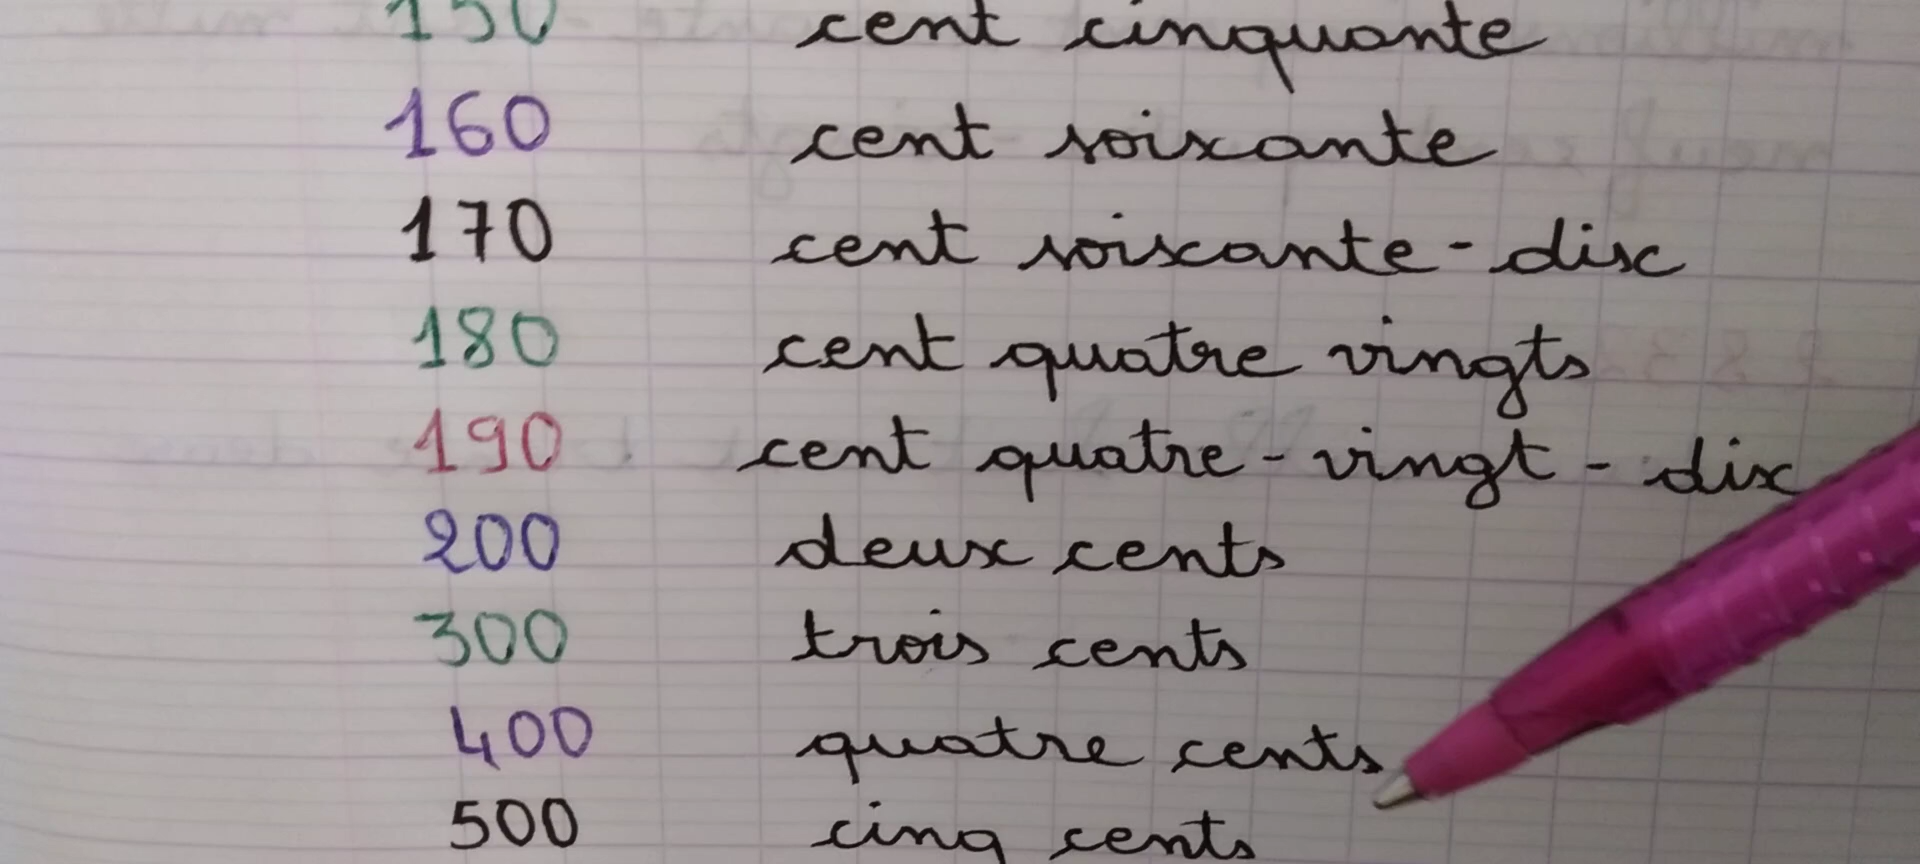 150 cent cinquante
160 cent soixante
170 cent soixante-dix
180 cent quatre vingts
190 cent quatre-vingt-dix
200 deux cents
300 trois cents
400 quatre cents
500 cinq cents